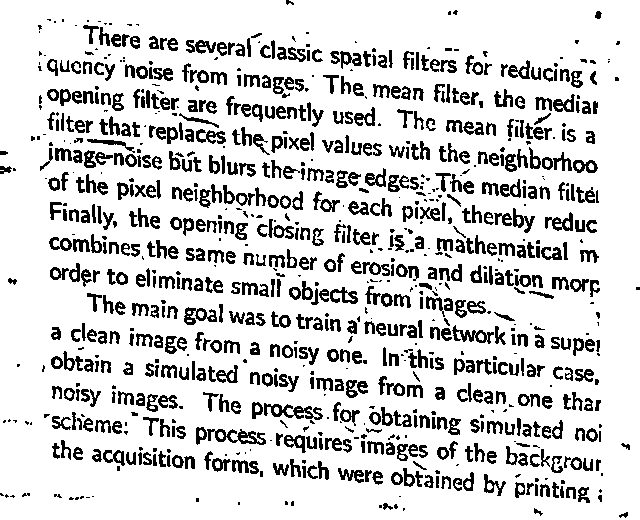 There are several classic spatial filters for reducing
quency noise from images. The mean filter, the median
opening filter are frequently used. The mean filter is a
filter that replaces the pixel values with the neighborhoo
image noise but blurs the image edges. The median filter
of the pixel neighborhood for each pixel, thereby reduc
Finally, the opening closing filter is a mathematical m
combines the same number of erosion and dilation morp
order to eliminate small objects from images.
The main goal was to train a neural network in a super
a clean image from a noisy one. In this particular case,
obtain a simulated noisy image from a clean one than
noisy images. The process for obtaining simulated noi
scheme: This process requires images of the backgroun
the acquisition forms, which were obtained by printing